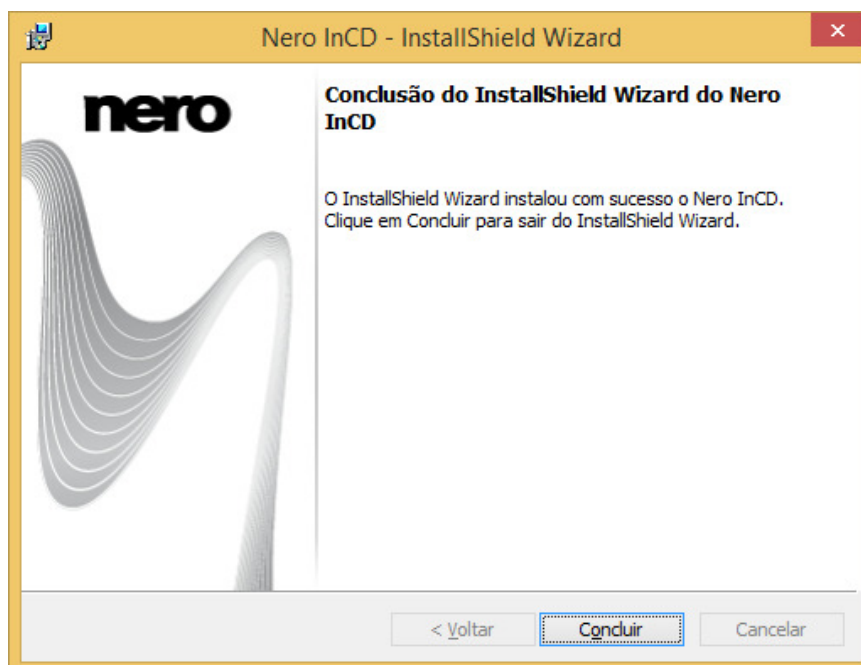 Nero InCD - InstallShield Wizard
nero
Conclusão do InstallShield Wizard do Nero
InCD
O InstallShield Wizard instalou com sucesso o Nero InCD.
Clique em Concluir para sair do InstallShield Wizard.
< Voltar
Concluir
Cancelar